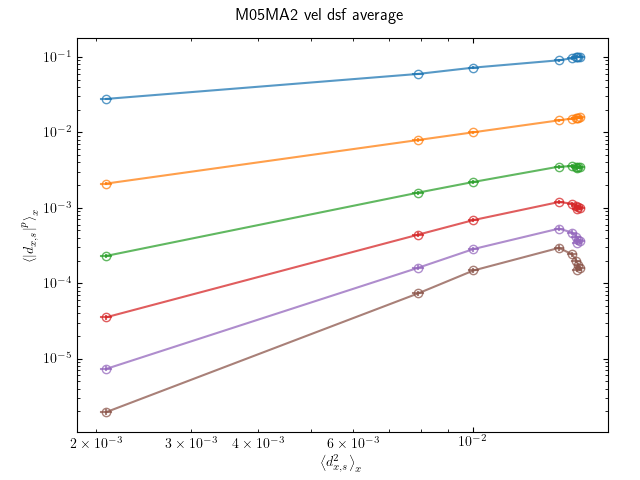 M05MA2 vel dsf average
10⁻¹
10⁻²
10⁻³
10⁻⁴
10⁻⁵
⟨|d_{x,s}|^p⟩_x
2 × 10⁻³
3 × 10⁻³
4 × 10⁻³
6 × 10⁻³
10⁻²
⟨d²_{x,s}⟩_x